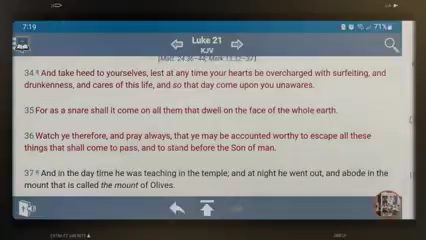 7:19
71%
Luke 21
KJV
[Matt. 24.36–44; Mark 13.32–37]
34 ¶ And take heed to yourselves, lest at any time your hearts be overcharged with surfeiting, and
drunkenness, and cares of this life, and so that day come upon you unawares.
35 For as a snare shall it come on all them that dwell on the face of the whole earth.
36 Watch ye therefore, and pray always, that ye may be accounted worthy to escape all these
things that shall come to pass, and to stand before the Son of man.
37 ¶ And in the day time he was teaching in the temple; and at night he went out, and abode in the
mount that is called the mount of Olives.